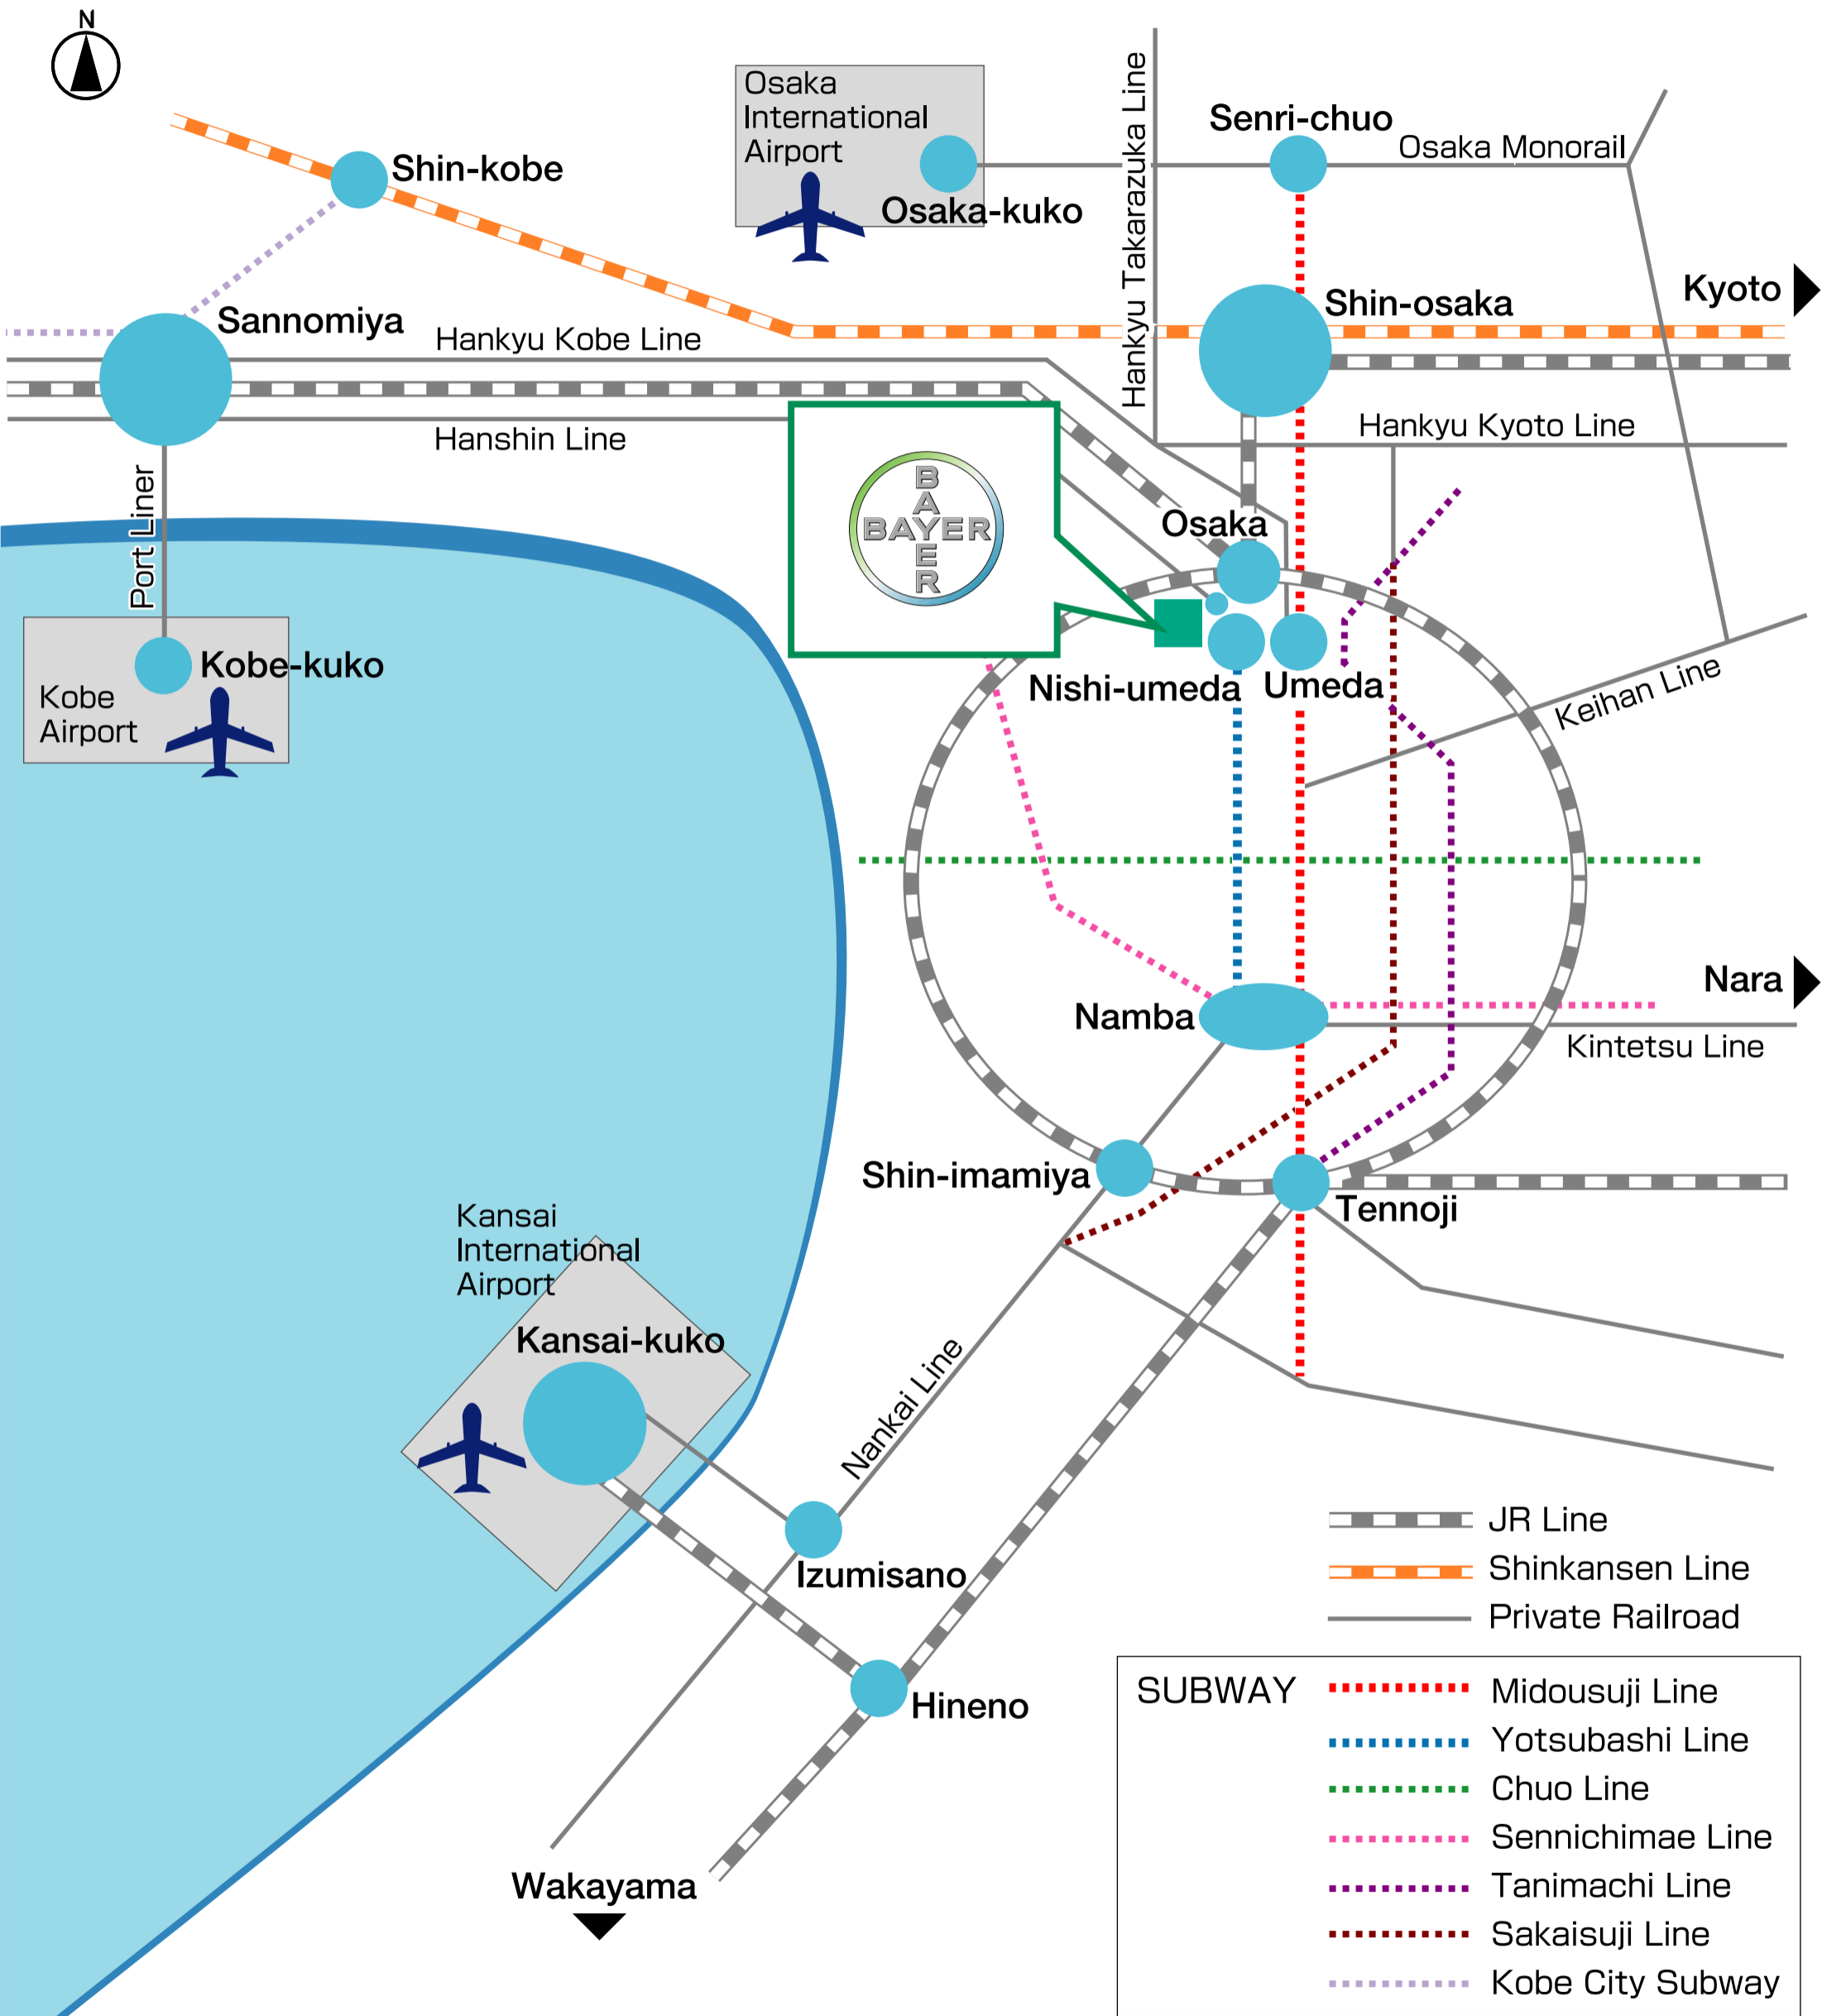 N
Osaka
International
Airport
Osaka-kuko
Hankyu Takarazuka Line
Senri-chuo
Osaka Monorail
Shin-kobe
Kyoto
Shin-osaka
Sannomiya
Hankyu Kobe Line
Hanshin Line
Hankyu Kyoto Line
Port Liner
BAYER
BAYER
Osaka
Kobe-kuko
Kobe
Airport
Nishi-umeda
Umeda
Keihan Line
Nara
Namba
Kintetsu Line
Shin-imamiya
Tennoji
Kansai
International
Airport
Kansai-kuko
Nankai Line
Izumisano
Hineno
Wakayama
JR Line
Shinkansen Line
Private Railroad
SUBWAY
Midousuji Line
Yotsubashi Line
Chuo Line
Sennichimae Line
Tanimachi Line
Sakaisuji Line
Kobe City Subway